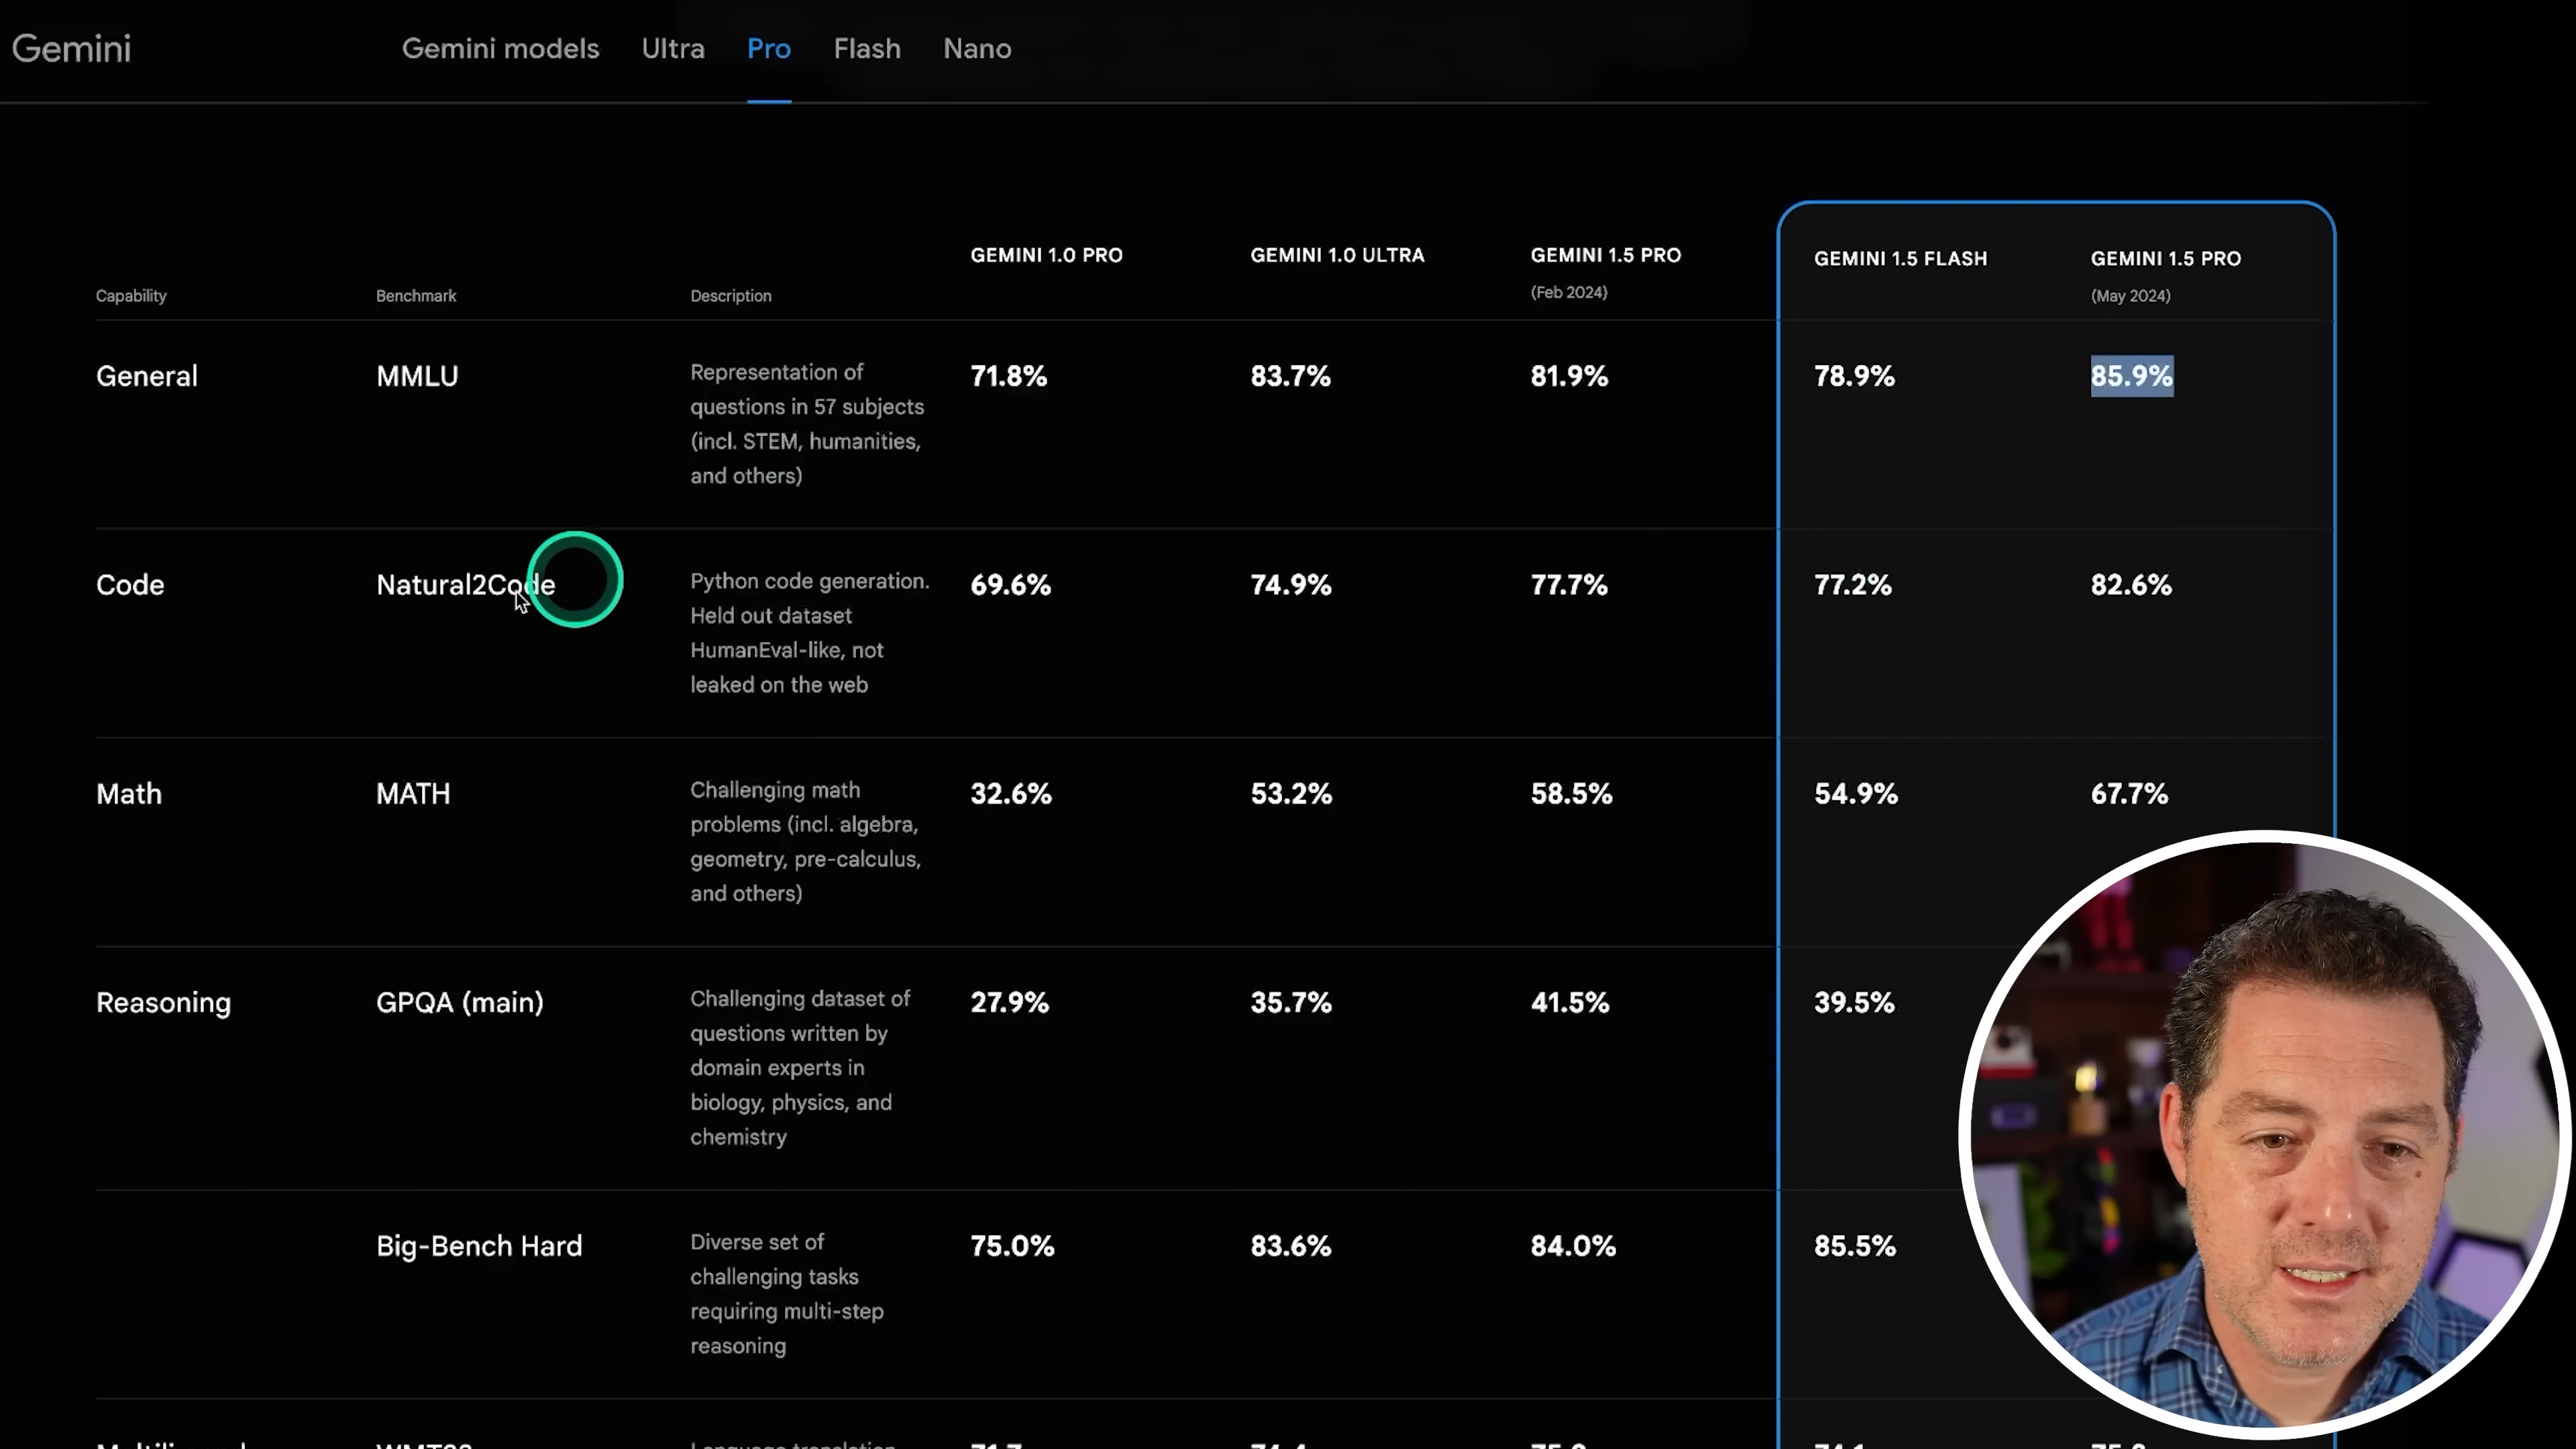 Gemini
Gemini models Ultra Pro Flash Nano
GEMINI 1.0 PRO GEMINI 1.0 ULTRA GEMINI 1.5 PRO GEMINI 1.5 FLASH GEMINI 1.5 PRO
Capability Benchmark Description (Feb 2024) (May 2024)
General MMLU Representation of 71.8% 83.7% 81.9% 78.9% 85.9%
questions in 57 subjects
(incl. STEM, humanities,
and others)
Code Natural2Code Python code generation. 69.6% 74.9% 77.7% 77.2% 82.6%
Held out dataset
HumanEval-like, not
leaked on the web
Math MATH Challenging math 32.6% 53.2% 58.5% 54.9% 67.7%
problems (incl. algebra,
geometry, pre-calculus,
and others)
Reasoning GPQA (main) Challenging dataset of 27.9% 35.7% 41.5% 39.5%
questions written by
domain experts in
biology, physics, and
chemistry
Big-Bench Hard Diverse set of 75.0% 83.6% 84.0% 85.5%
challenging tasks
requiring multi-step
reasoning